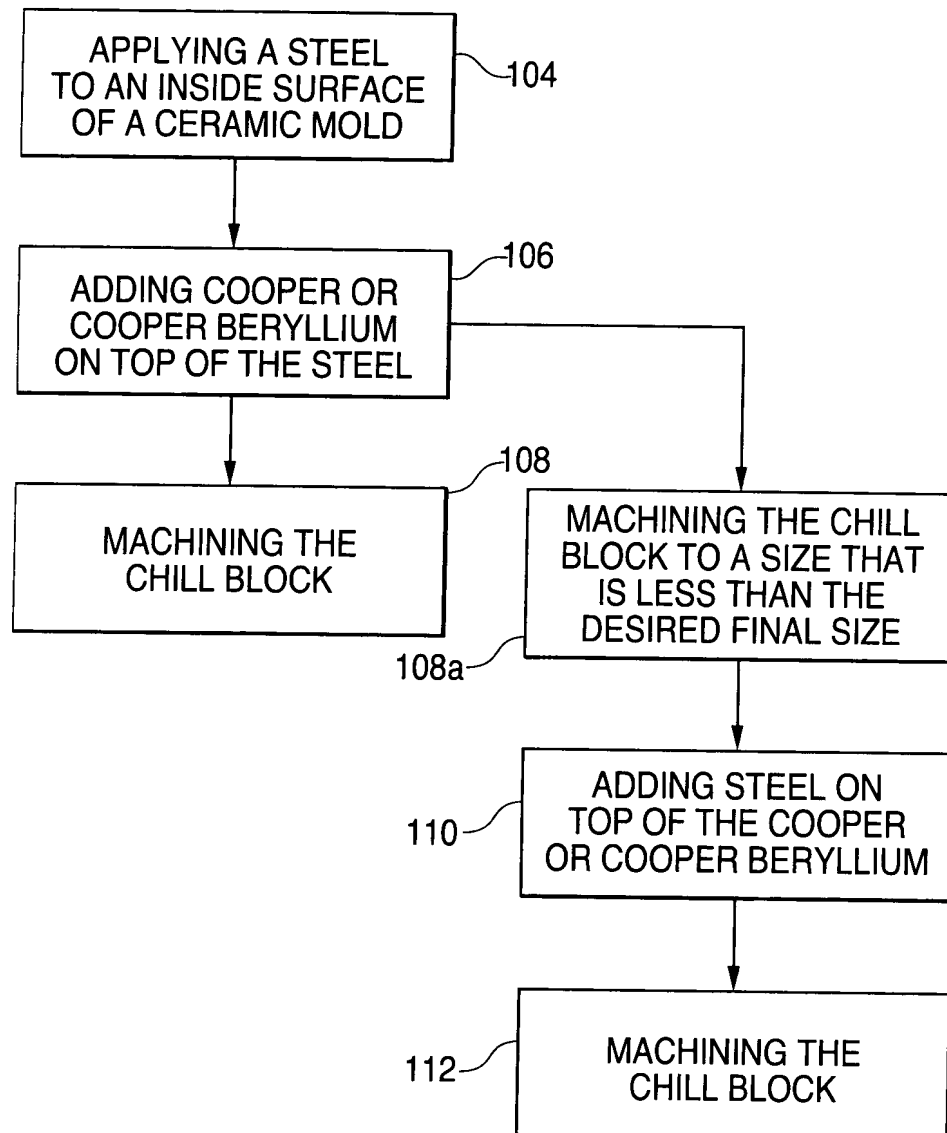 APPLYING A STEEL
TO AN INSIDE SURFACE
OF A CERAMIC MOLD
104
ADDING COOPER OR
COOPER BERYLLIUM
ON TOP OF THE STEEL
106
MACHINING THE
CHILL BLOCK
108
MACHINING THE CHILL
BLOCK TO A SIZE THAT
IS LESS THAN THE
DESIRED FINAL SIZE
108a
ADDING STEEL ON
TOP OF THE COOPER
OR COOPER BERYLLIUM
110
MACHINING THE
CHILL BLOCK
112